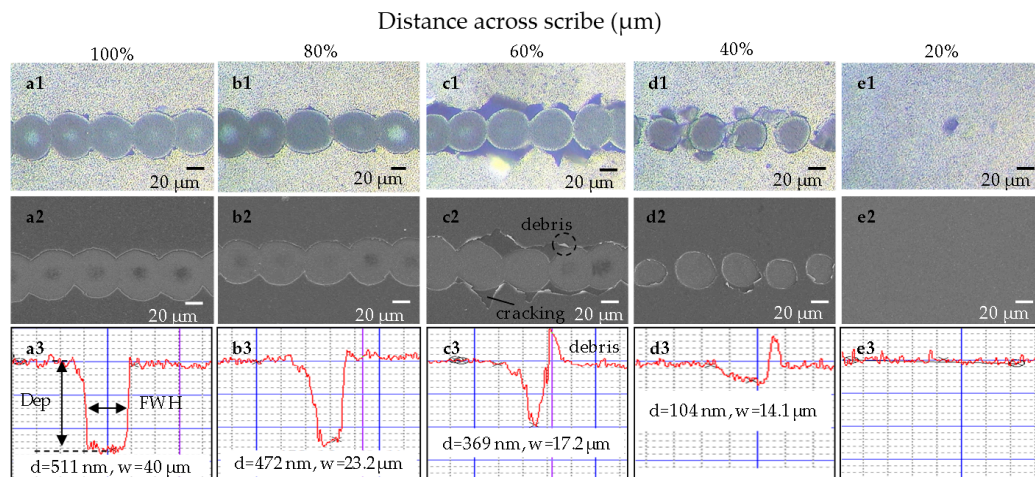 Distance across scribe (µm)
100% 80% 60% 40% 20%
a1 b1 c1 d1 e1
20 µm 20 µm 20 µm 20 µm 20 µm
a2 b2 c2 d2 e2
debris
cracking
20 µm 20 µm 20 µm 20 µm 20 µm
a3 b3 c3 debris d3 e3
Dep FWH
d=511 nm, w=40 µm
d=472 nm, w=23.2 µm
d=369 nm, w=17.2 µm
d=104 nm, w=14.1 µm